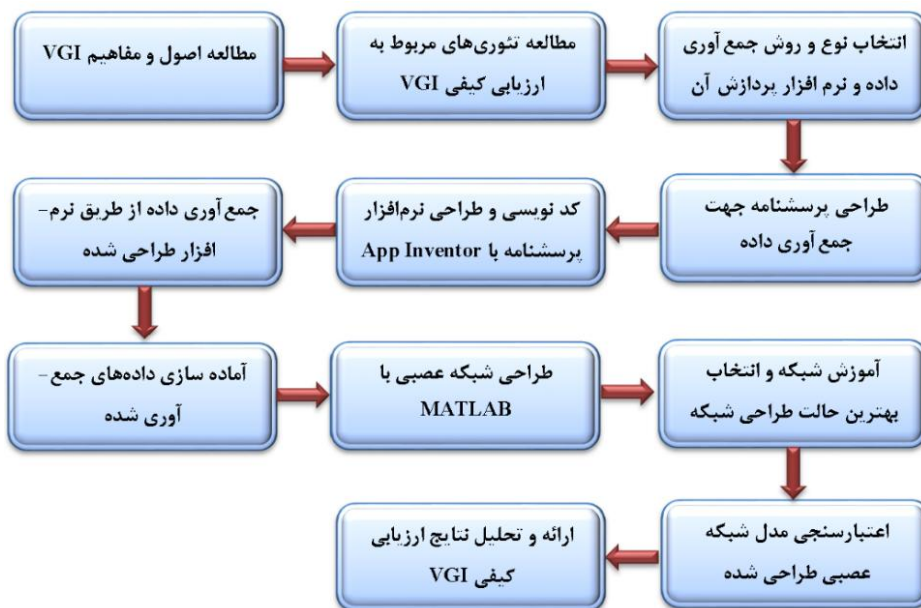 مطالعه اصول و مفاهیم VGI
مطالعه تئوری‌های مربوط به
ارزیابی کیفی VGI
انتخاب نوع و روش جمع آوری
داده و نرم افزار پردازش آن
طراحی پرسشنامه جهت
جمع آوری داده
کد نویسی و طراحی نرم‌افزار
پرسشنامه با App Inventor
جمع آوری داده از طریق نرم–
افزار طراحی شده
آماده سازی داده‌های جمع–
آوری شده
طراحی شبکه عصبی با
MATLAB
آموزش شبکه و انتخاب
بهترین حالت طراحی شبکه
اعتبارسنجی مدل شبکه
عصبی طراحی شده
ارائه و تحلیل نتایج ارزیابی
کیفی VGI